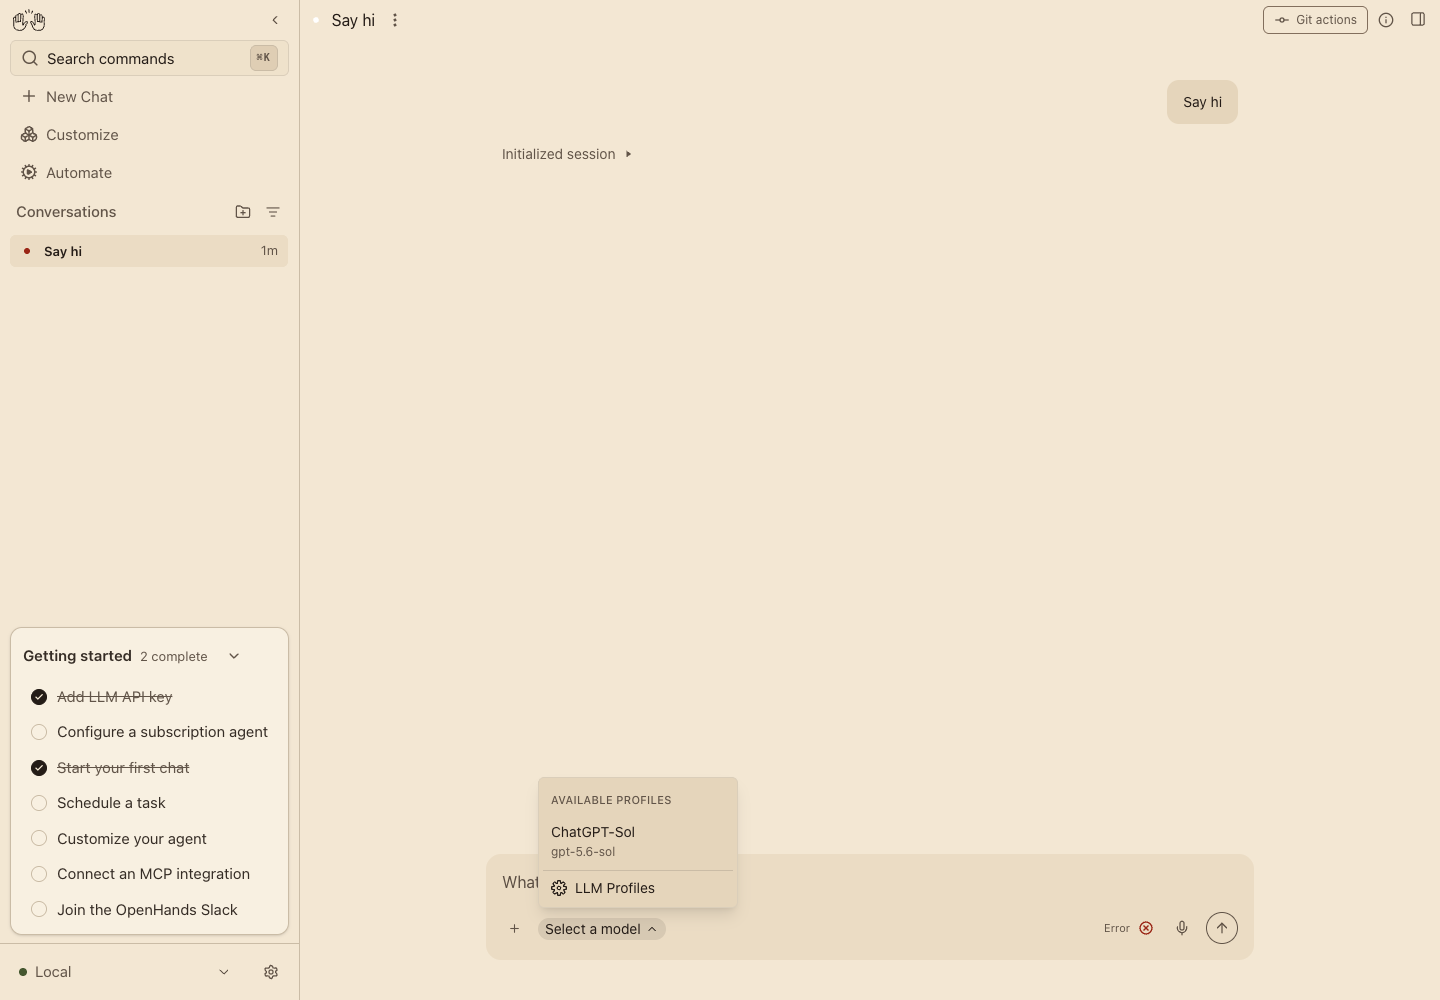 Search commands
⌘K
New Chat
Customize
Automate
Conversations
Say hi
1m
Getting started
2 complete
Add LLM API key
Configure a subscription agent
Start your first chat
Schedule a task
Customize your agent
Connect an MCP integration
Join the OpenHands Slack
Local
Say hi
Git actions
Say hi
Initialized session
AVAILABLE PROFILES
ChatGPT-Sol
gpt-5.6-sol
LLM Profiles
What
Select a model
Error